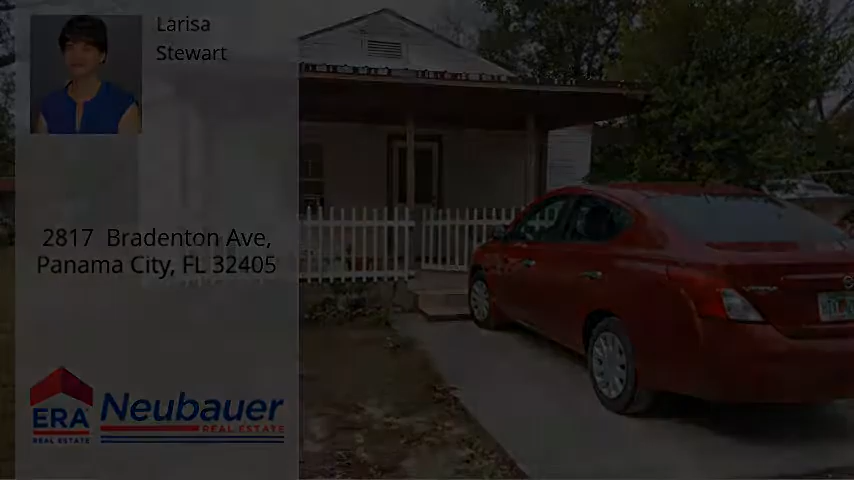 Larisa
Stewart
2817 Bradenton Ave,
Panama City, FL 32405
ERA
REAL ESTATE
Neubauer
REAL ESTATE